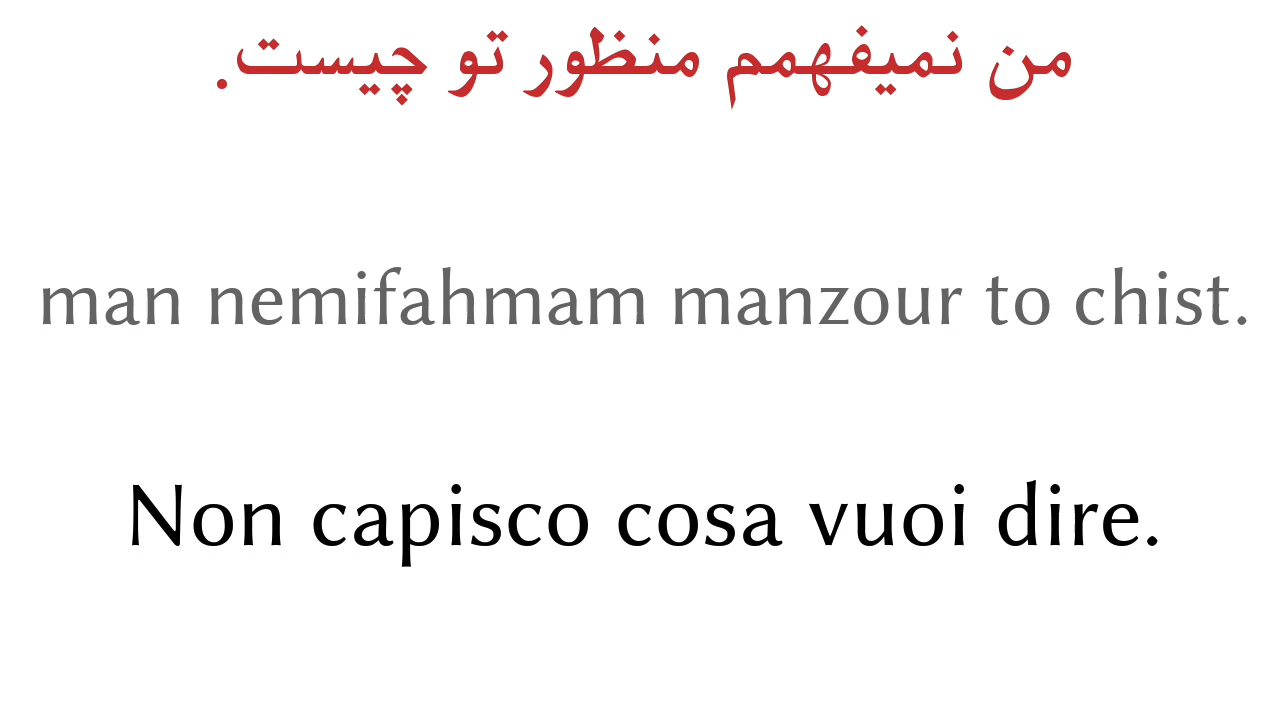 من نمیفهمم منظور تو چیست.
man nemifahmam manzour to chist.
Non capisco cosa vuoi dire.